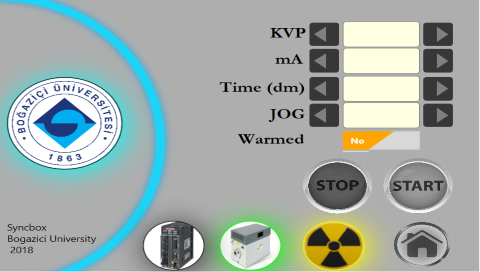 KVP
mA
Time (dm)
JOG
Warmed
No
STOP
START
BOĞAZİÇİ ÜNİVERSİTESİ
1863
Syncbox
Bogazici University
2018